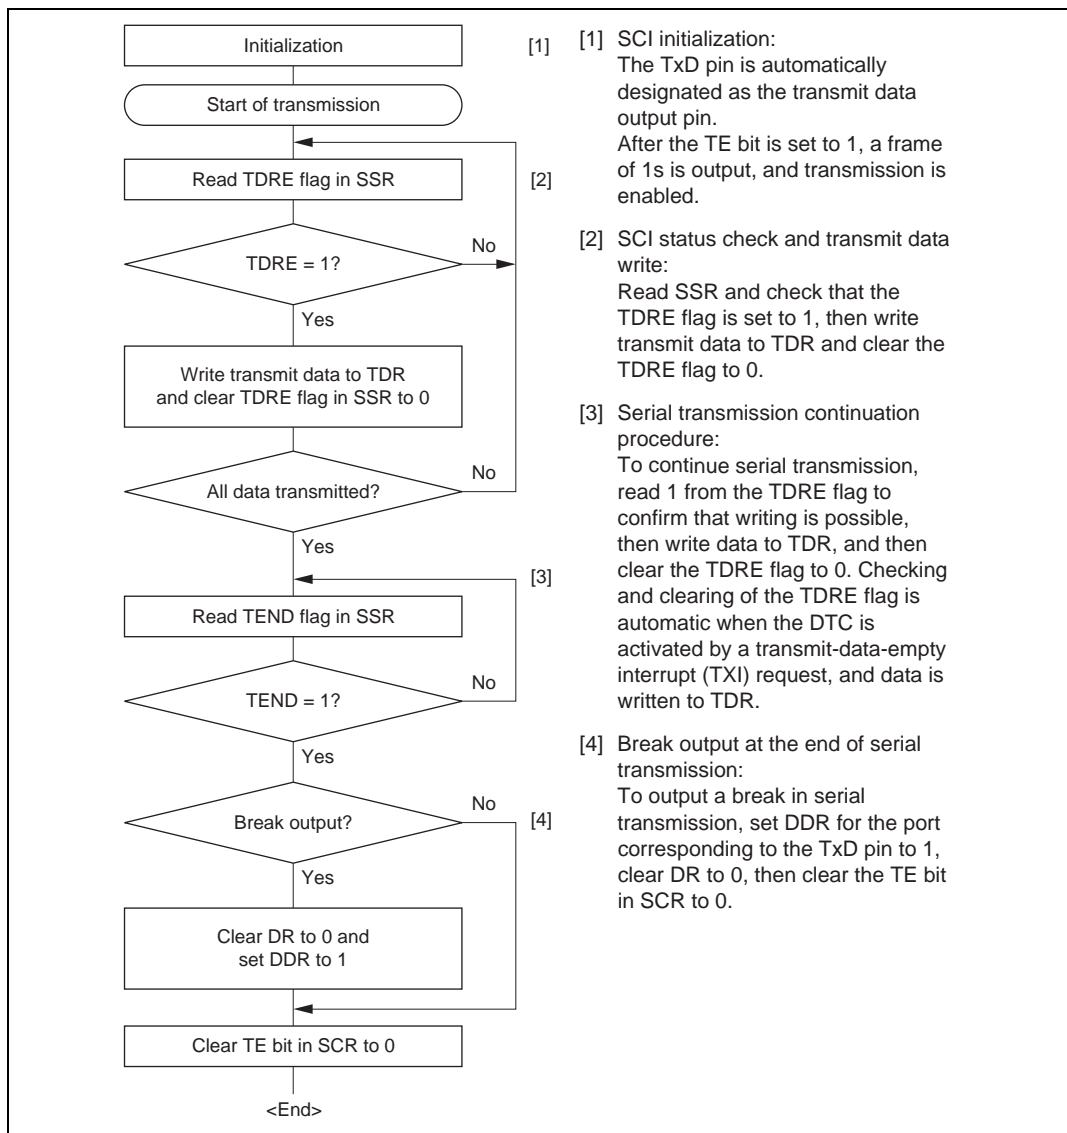 Initialization
[1]
Start of transmission
Read TDRE flag in SSR
[2]
TDRE = 1?
No
Yes
Write transmit data to TDR
and clear TDRE flag in SSR to 0
All data transmitted?
No
Yes
[3]
Read TEND flag in SSR
TEND = 1?
No
Yes
Break output?
No
[4]
Yes
Clear DR to 0 and
set DDR to 1
Clear TE bit in SCR to 0
<End>
[1] SCI initialization:
The TxD pin is automatically
designated as the transmit data
output pin.
After the TE bit is set to 1, a frame
of 1s is output, and transmission is
enabled.
[2] SCI status check and transmit data
write:
Read SSR and check that the
TDRE flag is set to 1, then write
transmit data to TDR and clear the
TDRE flag to 0.
[3] Serial transmission continuation
procedure:
To continue serial transmission,
read 1 from the TDRE flag to
confirm that writing is possible,
then write data to TDR, and then
clear the TDRE flag to 0. Checking
and clearing of the TDRE flag is
automatic when the DTC is
activated by a transmit-data-empty
interrupt (TXI) request, and data is
written to TDR.
[4] Break output at the end of serial
transmission:
To output a break in serial
transmission, set DDR for the port
corresponding to the TxD pin to 1,
clear DR to 0, then clear the TE bit
in SCR to 0.